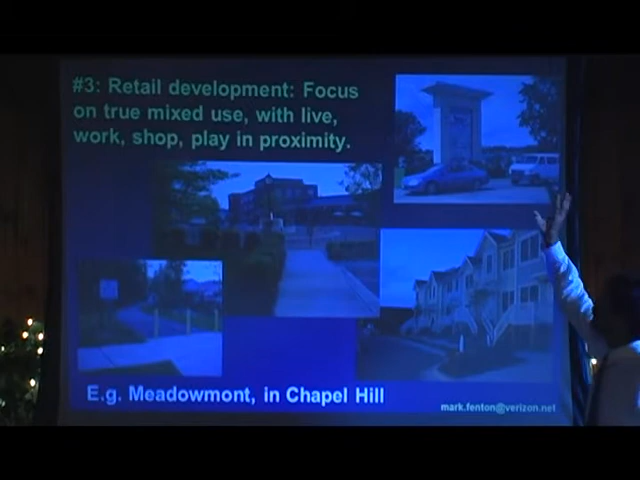 #3: Retail development: Focus
on true mixed use, with live,
work, shop, play in proximity.
E.g. Meadowmont, in Chapel Hill
mark.fenton@verizon.net